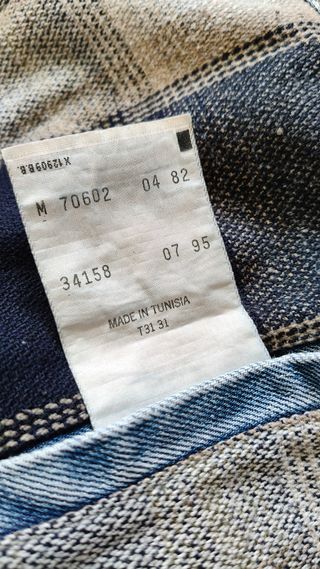 X12909B.B.
M 70602 04 82
34158 07 95
MADE IN TUNISIA
T31 31